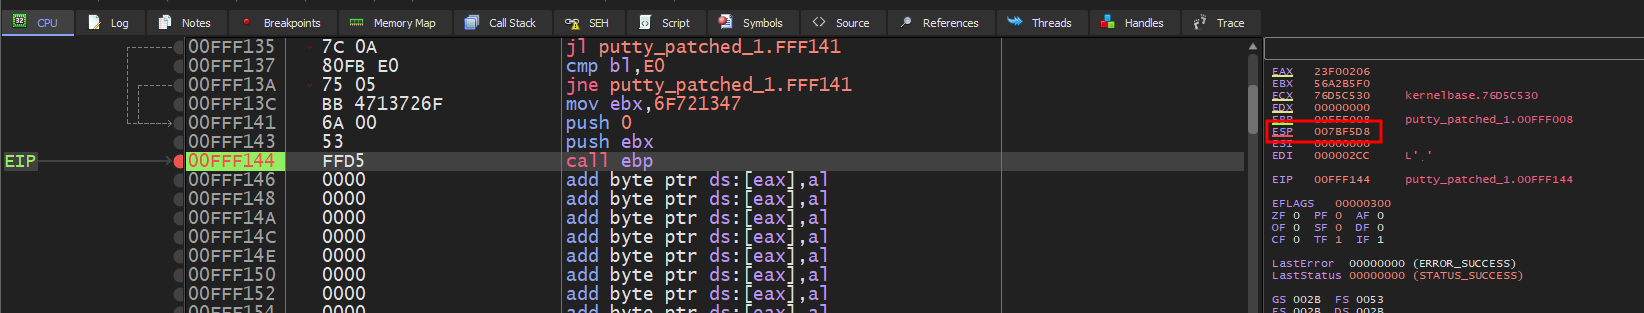 CPU Log Notes Breakpoints Memory Map Call Stack SEH Script Symbols Source References Threads Handles Trace
00FFF135 7C 0A jl putty_patched_1.FFF141
00FFF137 80FB E0 cmp bl,E0
00FFF13A 75 05 jne putty_patched_1.FFF141
00FFF13C BB 4713726F mov ebx,6F721347
00FFF141 6A 00 push 0
00FFF143 53 push ebx
EIP 00FFF144 FFD5 call ebp
00FFF146 0000 add byte ptr ds:[eax],al
00FFF148 0000 add byte ptr ds:[eax],al
00FFF14A 0000 add byte ptr ds:[eax],al
00FFF14C 0000 add byte ptr ds:[eax],al
00FFF14E 0000 add byte ptr ds:[eax],al
00FFF150 0000 add byte ptr ds:[eax],al
00FFF152 0000 add byte ptr ds:[eax],al
00FFF154 0000 add byte ptr ds:[eax],al
EAX 23F00206
EBX 56A2B5F0
ECX 76D5C530 kernelbase.76D5C530
EDX 00000000
EBP 00FFF008 putty_patched_1.00FFF008
ESP 007BF5D8
ESI 00000000
EDI 000002CC L'.'
EIP 00FFF144 putty_patched_1.00FFF144
EFLAGS 00000300
ZF 0 PF 0 AF 0
OF 0 SF 0 DF 0
CF 0 TF 1 IF 1
LastError 00000000 (ERROR_SUCCESS)
LastStatus 00000000 (STATUS_SUCCESS)
GS 002B FS 0053
ES 002B DS 002B